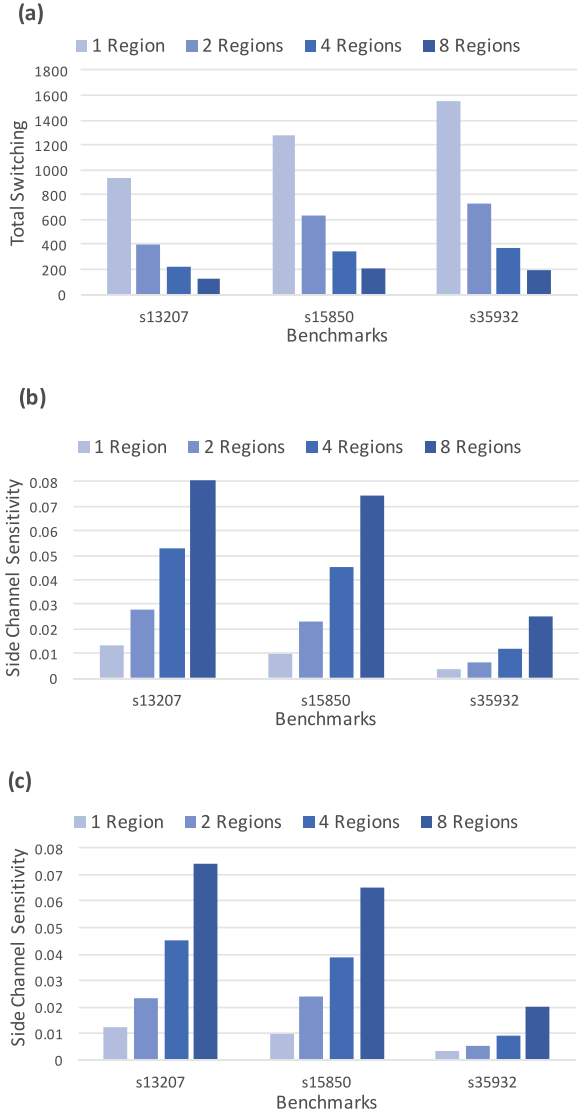 (a)
1 Region 2 Regions 4 Regions 8 Regions
Total Switching
1800
1600
1400
1200
1000
800
600
400
200
0
s13207 s15850 s35932
Benchmarks
(b)
1 Region 2 Regions 4 Regions 8 Regions
Side Channel Sensitivity
0.08
0.07
0.06
0.05
0.04
0.03
0.02
0.01
0
s13207 s15850 s35932
Benchmarks
(c)
1 Region 2 Regions 4 Regions 8 Regions
Side Channel Sensitivity
0.08
0.07
0.06
0.05
0.04
0.03
0.02
0.01
0
s13207 s15850 s35932
Benchmarks